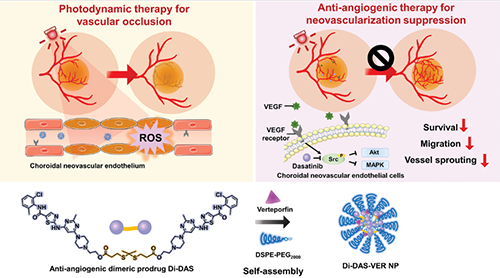 Photodynamic therapy for
vascular occlusion
ROS
Choroidal neovascular endothelium
Anti-angiogenic therapy for
neovascularization suppression
VEGF
VEGF
receptor
Dasatinib
Src
Akt
MAPK
Choroidal neovascular endothelial cells
Survival
Migration
Vessel sprouting
Anti-angiogenic dimeric prodrug Di-DAS
Verteporfin
DSPE-PEG2000
Self-assembly
Di-DAS-VER NP